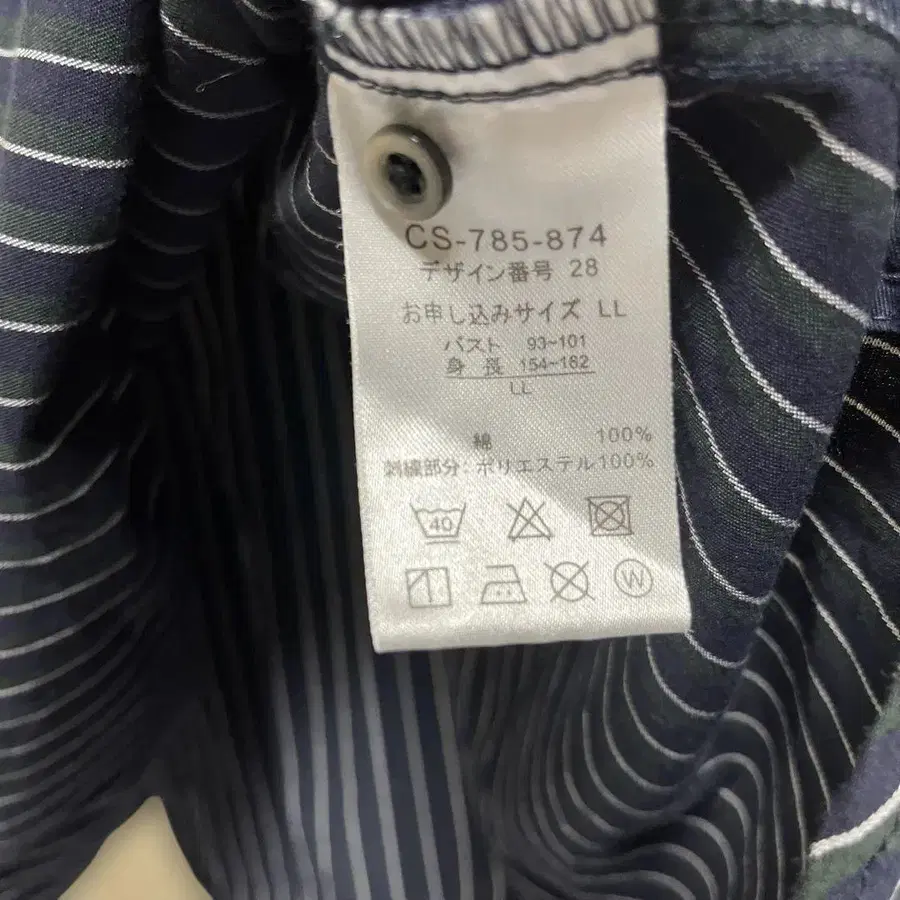 CS-785-874
デザイン番号 28
お申し込みサイズ LL
バスト 93~101
身長 154~162
LL
綿 100%
刺繍部分:ポリエステル100%
40
W